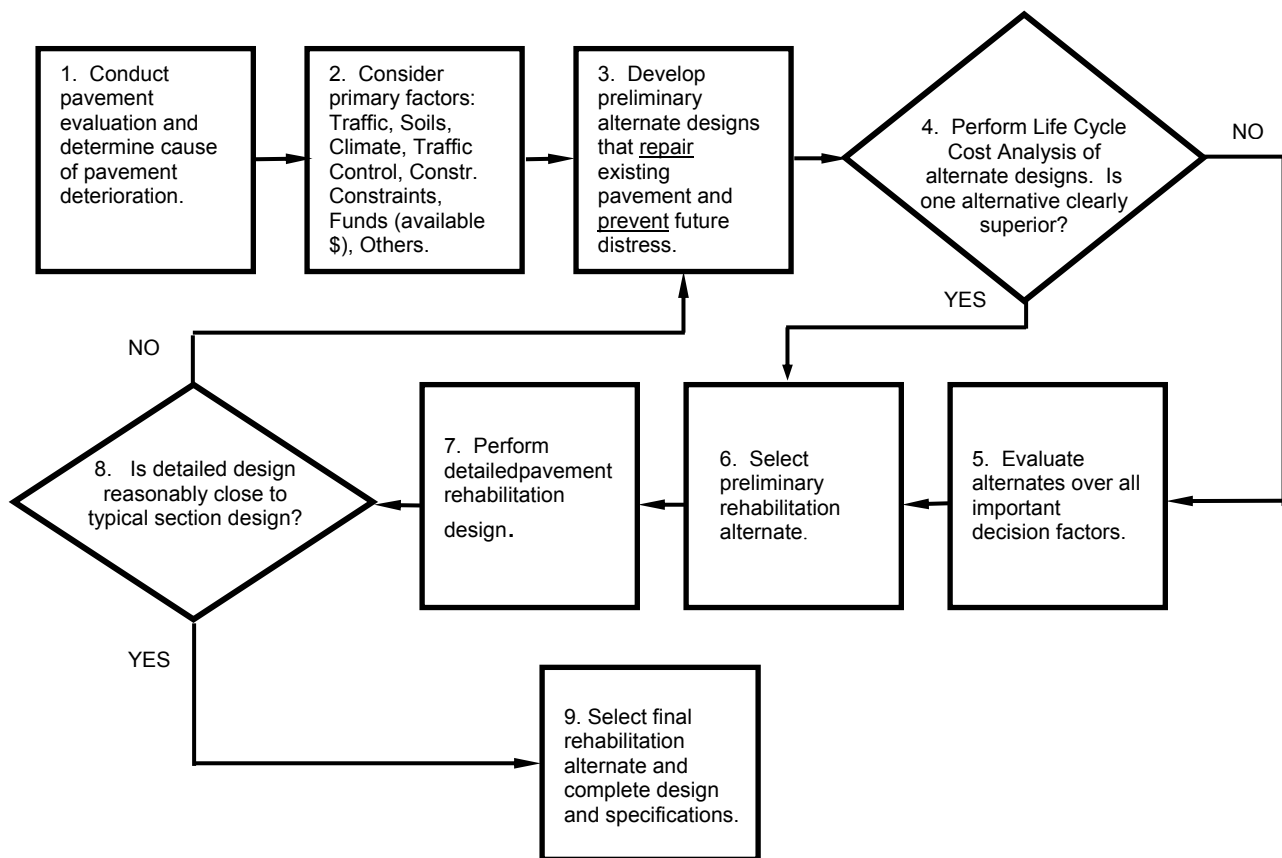 1. Conduct
pavement
evaluation and
determine cause
of pavement
deterioration.
2. Consider
primary factors:
Traffic, Soils,
Climate, Traffic
Control, Constr.
Constraints,
Funds (available
$), Others.
3. Develop
preliminary
alternate designs
that repair
existing
pavement and
prevent future
distress.
4. Perform Life Cycle
Cost Analysis of
alternate designs. Is
one alternative clearly
superior?
NO
YES
5. Evaluate
alternates over all
important
decision factors.
6. Select
preliminary
rehabilitation
alternate.
7. Perform
detailedpavement
rehabilitation
design.
8. Is detailed design
reasonably close to
typical section design?
NO
YES
9. Select final
rehabilitation
alternate and
complete design
and specifications.